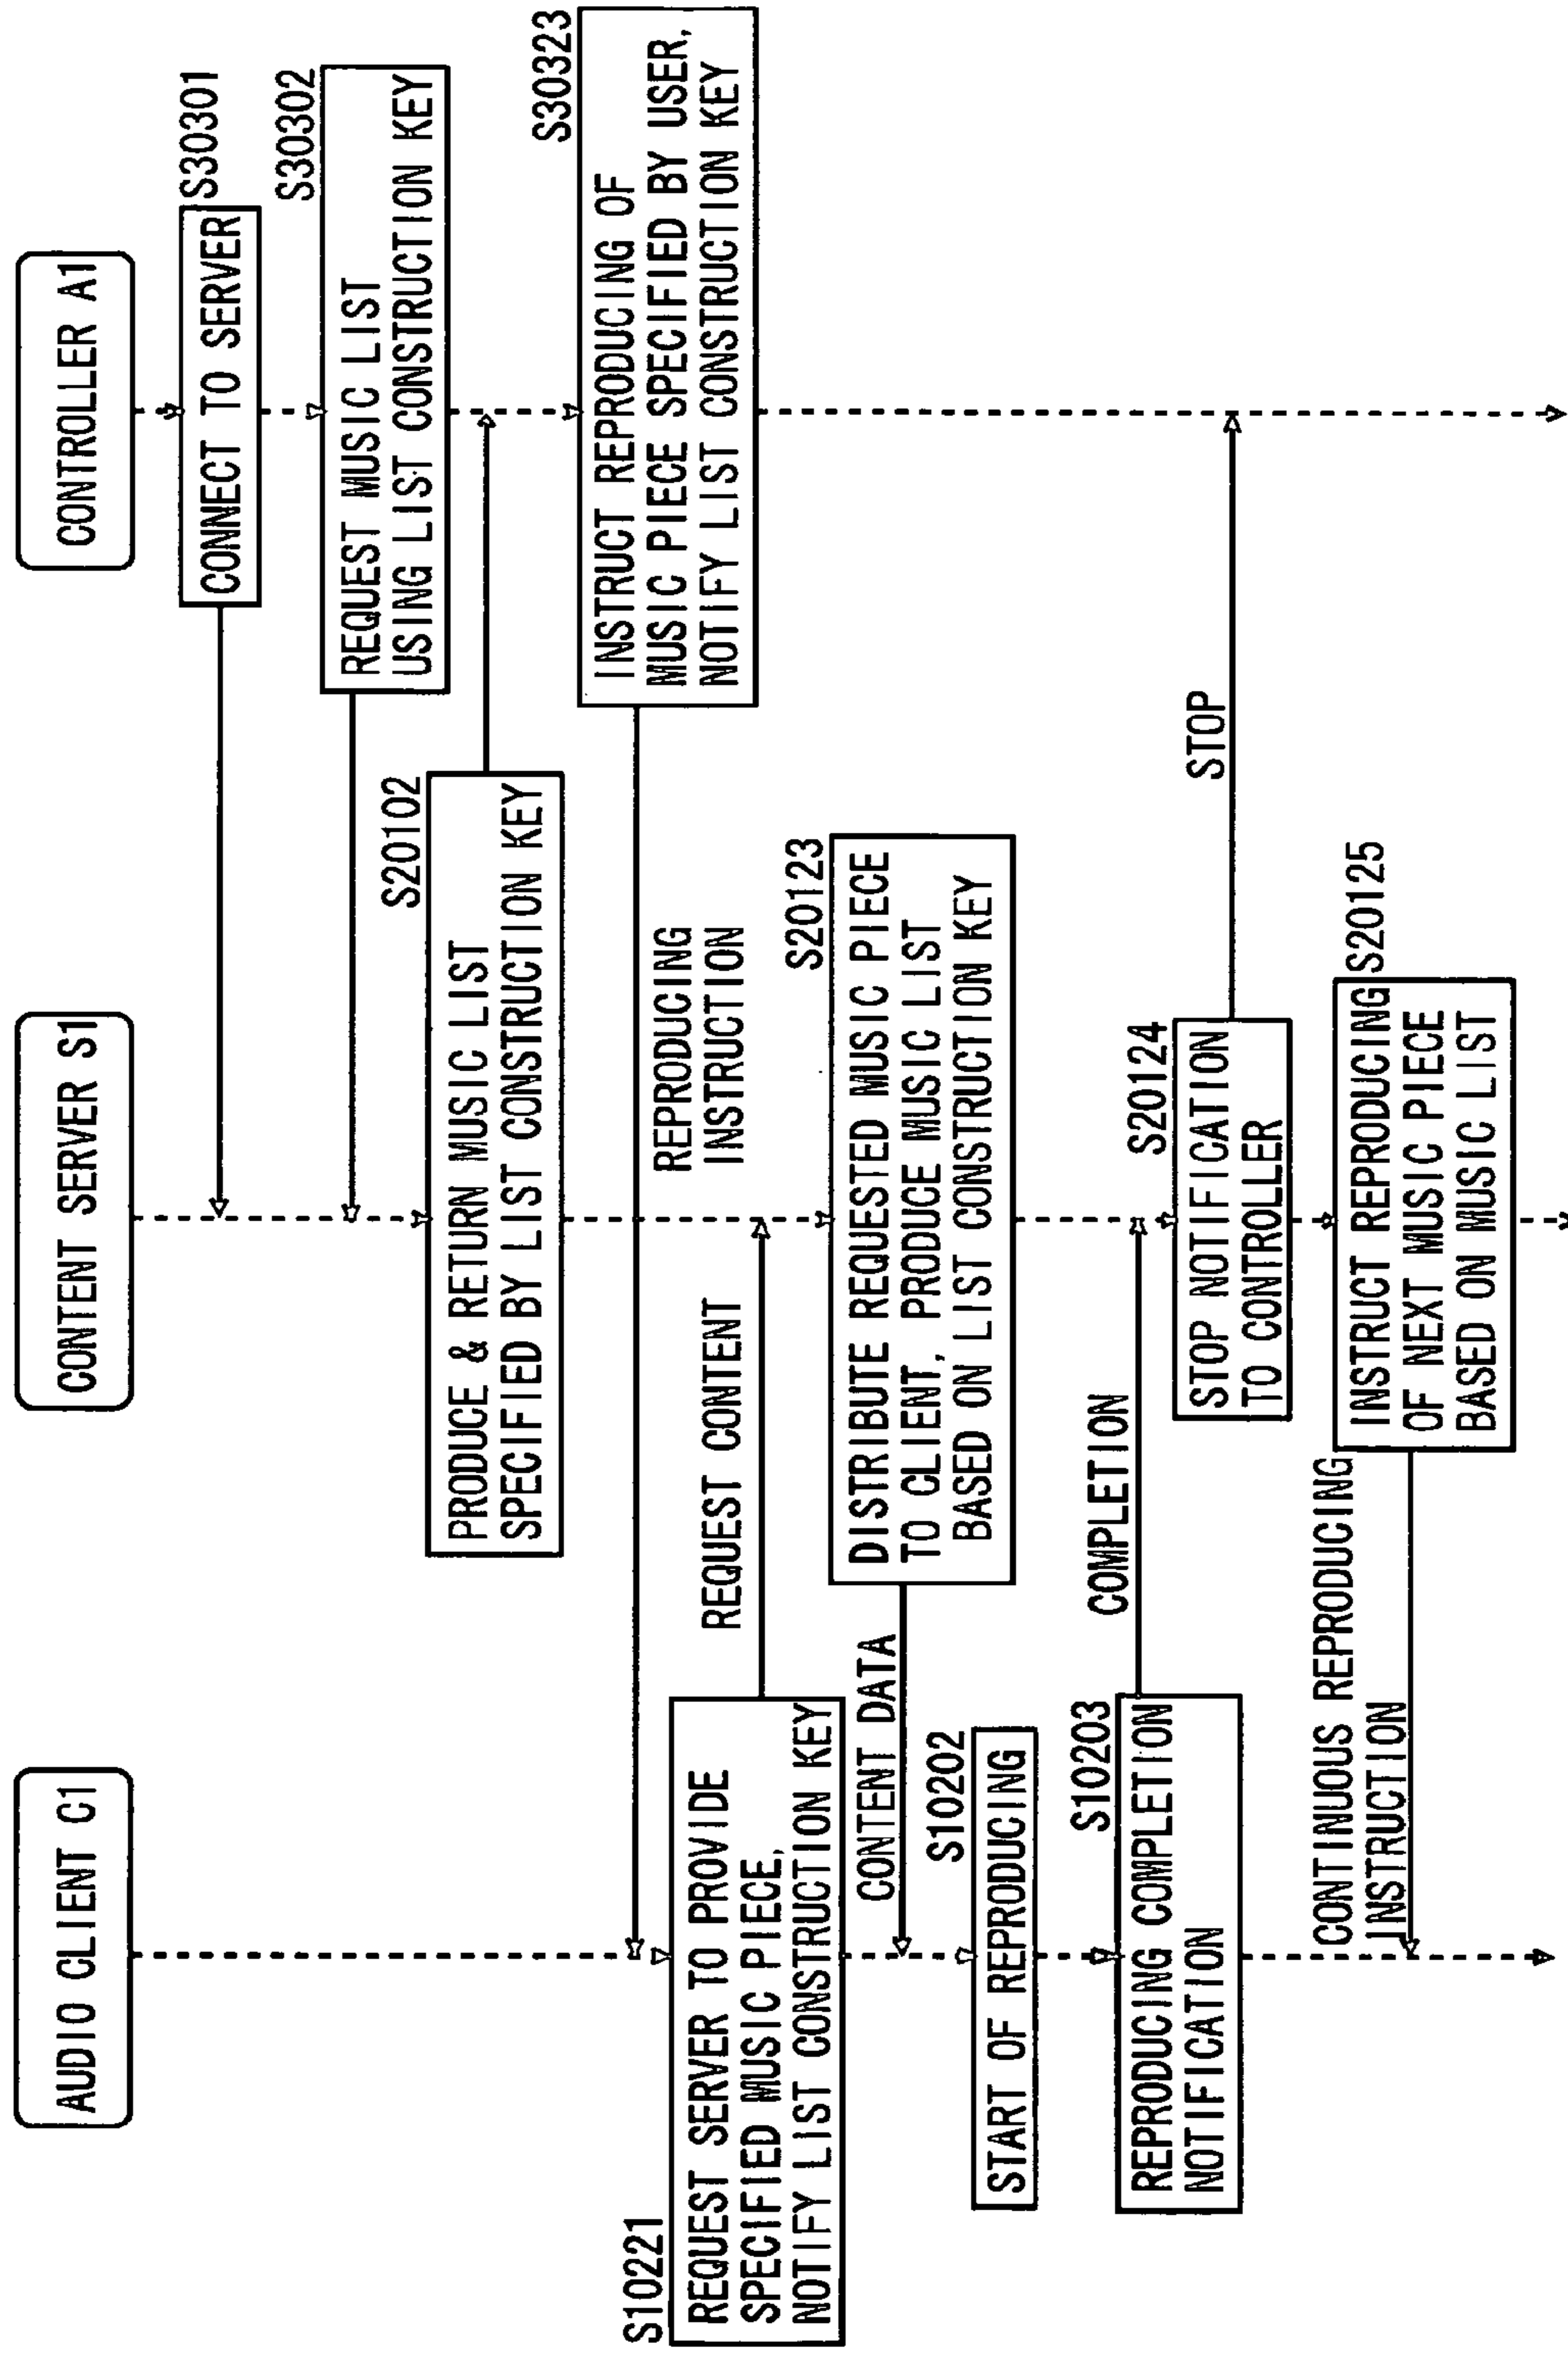 AUDIO CLIENT C1
CONTENT SERVER S1
CONTROLLER A1
CONNECT TO SERVER
S30301
S30302
REQUEST MUSIC LIST
USING LIST CONSTRUCTION KEY
S20102
PRODUCE & RETURN MUSIC LIST
SPECIFIED BY LIST CONSTRUCTION KEY
S30323
INSTRUCT REPRODUCING OF
MUSIC PIECE SPECIFIED BY USER,
NOTIFY LIST CONSTRUCTION KEY
REPRODUCING
INSTRUCTION
S10221
REQUEST SERVER TO PROVIDE
SPECIFIED MUSIC PIECE,
NOTIFY LIST CONSTRUCTION KEY
REQUEST CONTENT
S20123
DISTRIBUTE REQUESTED MUSIC PIECE
TO CLIENT, PRODUCE MUSIC LIST
BASED ON LIST CONSTRUCTION KEY
CONTENT DATA
S10202
START OF REPRODUCING
S10203
REPRODUCING COMPLETION
NOTIFICATION
COMPLETION
S20124
STOP NOTIFICATION
TO CONTROLLER
STOP
S20125
INSTRUCT REPRODUCING
OF NEXT MUSIC PIECE
BASED ON MUSIC LIST
CONTINUOUS REPRODUCING
INSTRUCTION